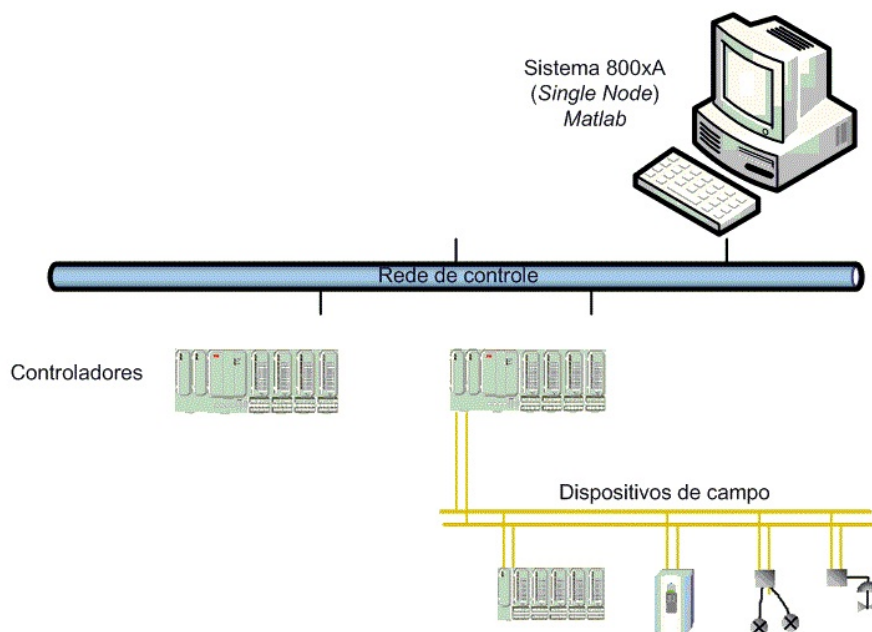 Sistema 800xA
(Single Node)
Matlab
Rede de controle
Controladores
Dispositivos de campo